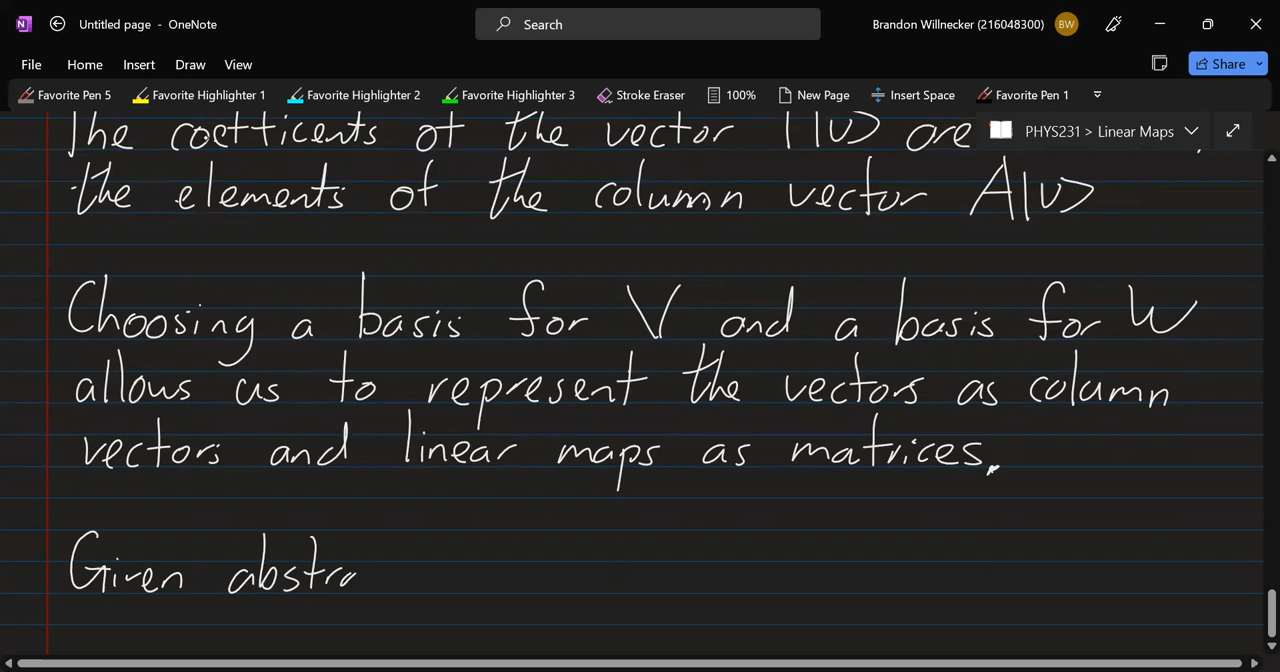 Untitled page - OneNote
Search
Brandon Willnecker (216048300) BW
File Home Insert Draw View
Share
Favorite Pen 5 Favorite Highlighter 1 Favorite Highlighter 2 Favorite Highlighter 3 Stroke Eraser 100% New Page Insert Space Favorite Pen 1
PHYS231 > Linear Maps
The coefficents of the vector T|v> are
the elements of the column vector A|v>
Choosing a basis for V and a basis for W
allows us to represent the vectors as column
vectors and linear maps as matrices.
Given abstra